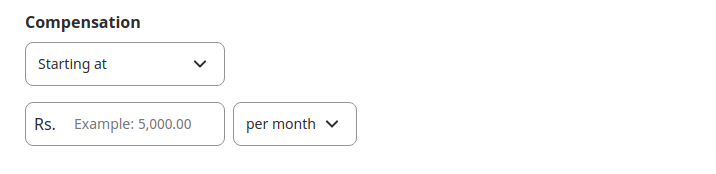 Compensation
Starting at
Rs. Example: 5,000.00 per month